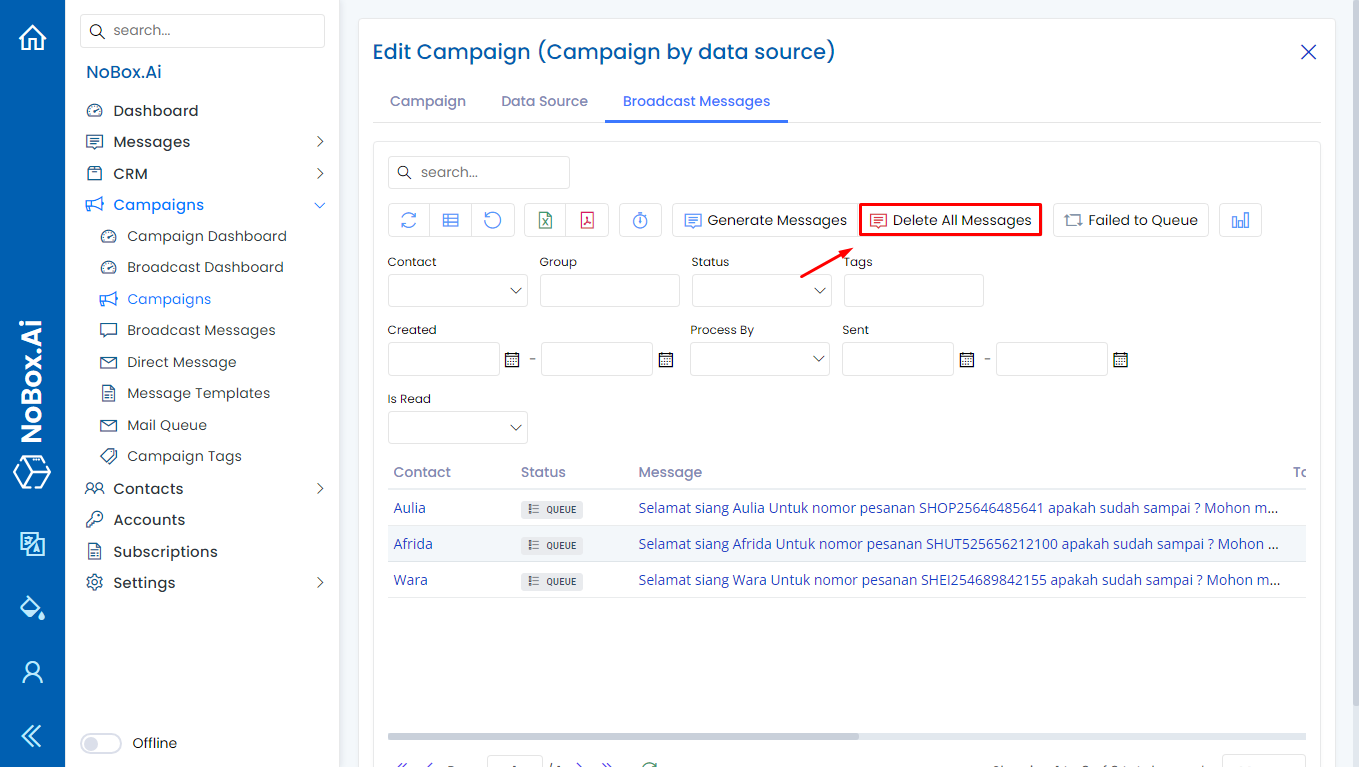 search...
NoBox.Ai
Dashboard
Messages
CRM
Campaigns
Campaign Dashboard
Broadcast Dashboard
Campaigns
Broadcast Messages
Direct Message
Message Templates
Mail Queue
Campaign Tags
Contacts
Accounts
Subscriptions
Settings
Offline
NoBox.Ai
Edit Campaign (Campaign by data source)
Campaign Data Source Broadcast Messages
search...
Generate Messages Delete All Messages Failed to Queue
Contact Group Status Tags
Created Process By Sent
–
–
Is Read
Contact Status Message
Aulia QUEUE Selamat siang Aulia Untuk nomor pesanan SHOP25646485641 apakah sudah sampai ? Mohon m...
Afrida QUEUE Selamat siang Afrida Untuk nomor pesanan SHUT525656212100 apakah sudah sampai ? Mohon ...
Wara QUEUE Selamat siang Wara Untuk nomor pesanan SHEI254689842155 apakah sudah sampai ? Mohon m...